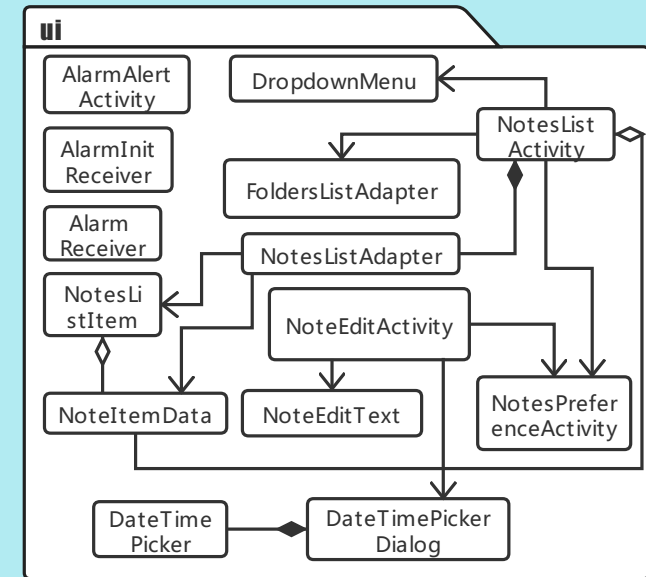 ui
AlarmAlert
Activity
DropdownMenu
NotesList
Activity
AlarmInit
Receiver
FoldersListAdapter
Alarm
Receiver
NotesListAdapter
NotesLi
stItem
NoteEditActivity
NoteItemData
NoteEditText
NotesPrefer
enceActivity
DateTime
Picker
DateTimePicker
Dialog